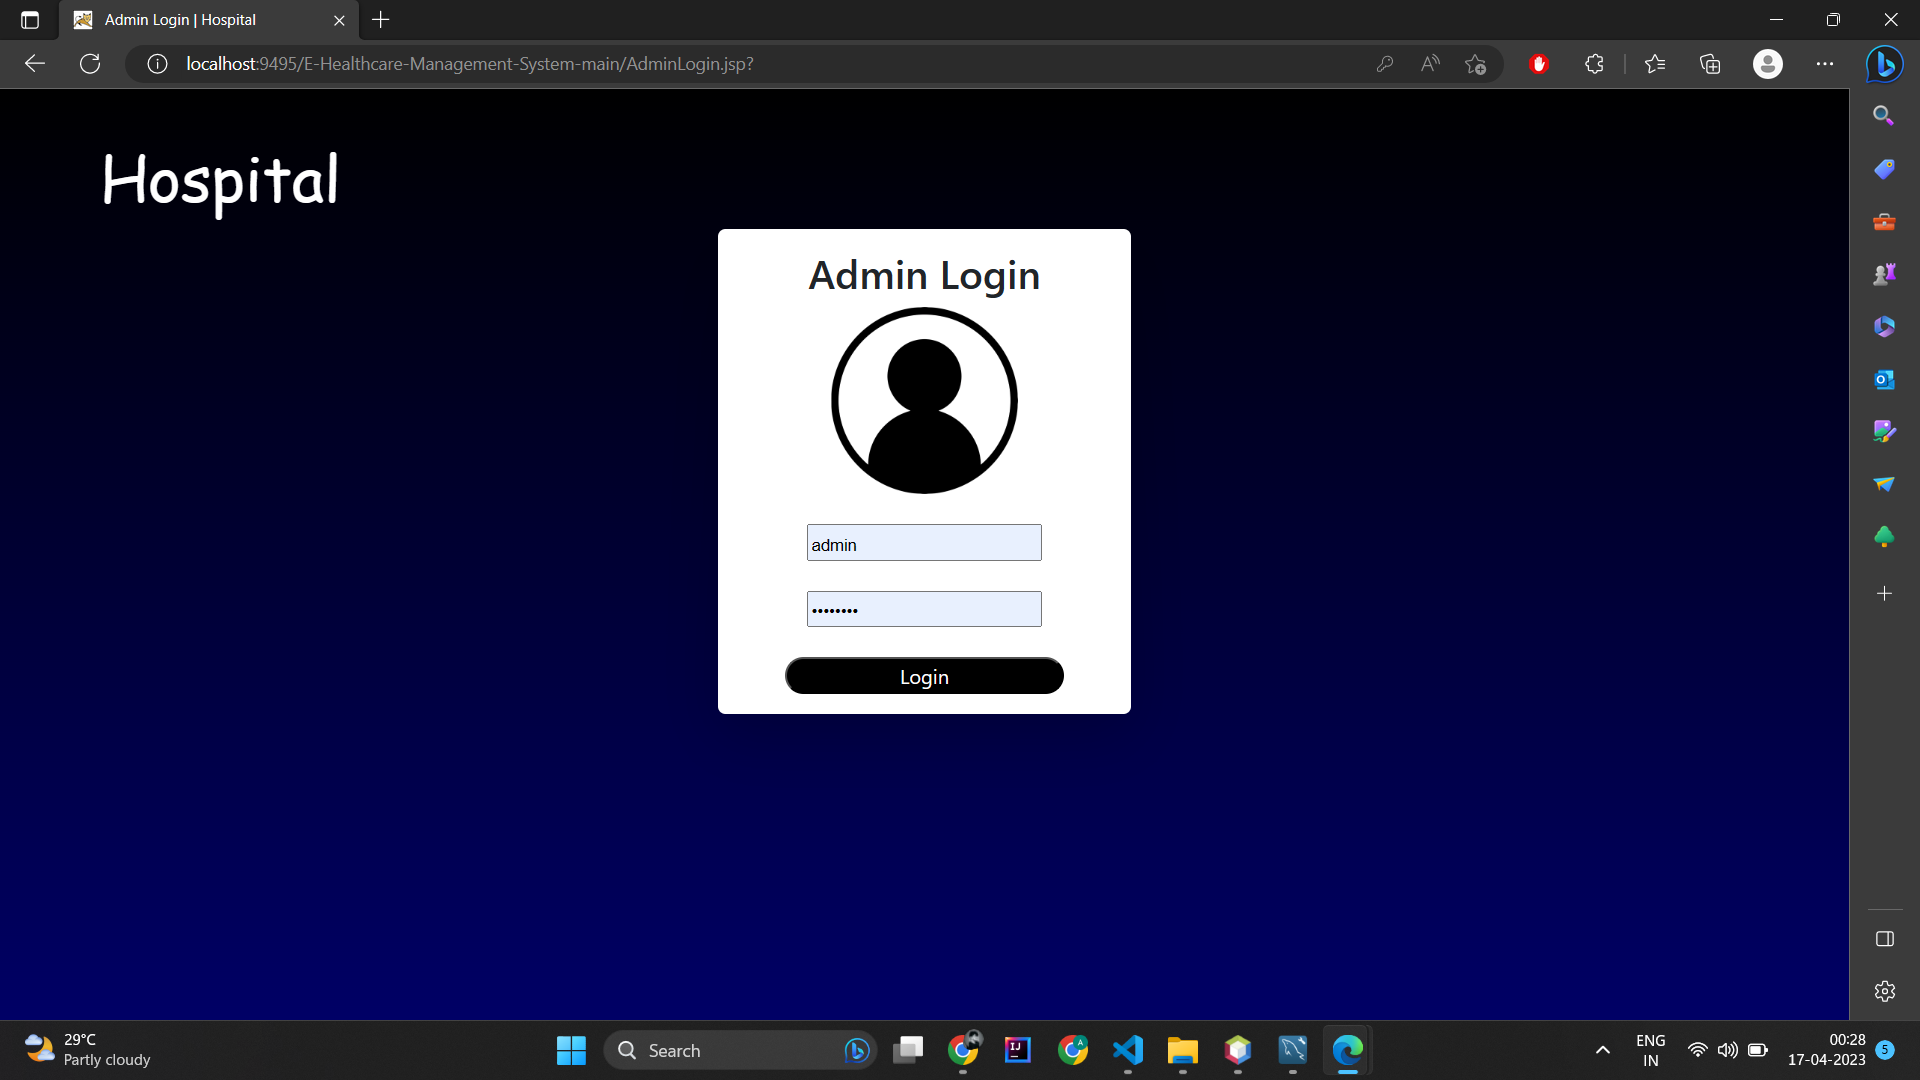 Admin Login | Hospital
localhost:9495/E-Healthcare-Management-System-main/AdminLogin.jsp?
Hospital
Admin Login
admin
••••••••
Login
29°C
Partly cloudy
Search
ENG
IN
00:28
17-04-2023
5